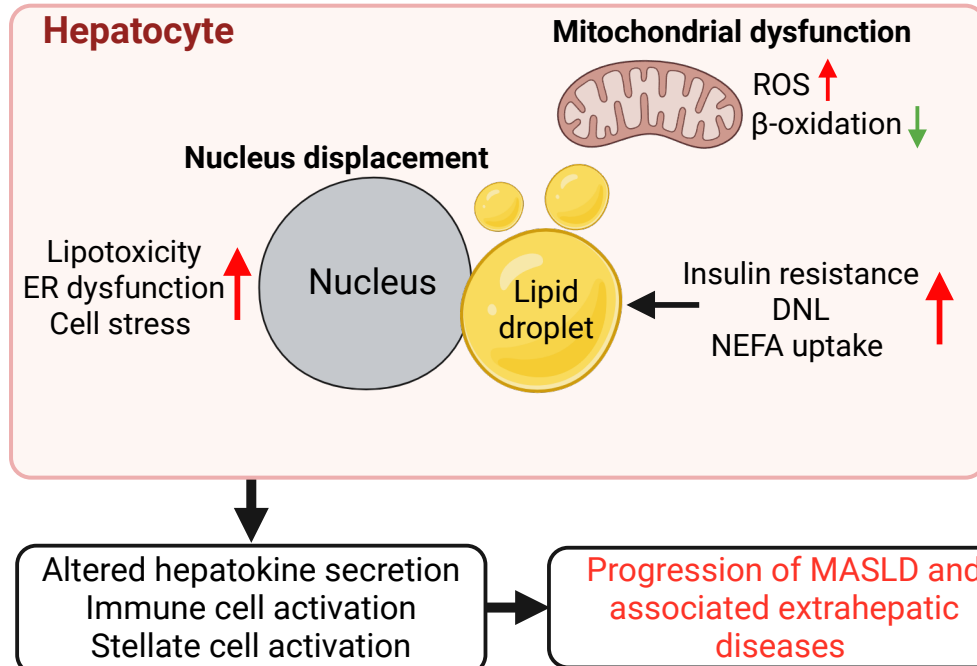 Hepatocyte
Mitochondrial dysfunction
ROS
β-oxidation
Nucleus displacement
Lipotoxicity
ER dysfunction
Cell stress
Nucleus
Lipid
droplet
Insulin resistance
DNL
NEFA uptake
Altered hepatokine secretion
Immune cell activation
Stellate cell activation
Progression of MASLD and
associated extrahepatic
diseases